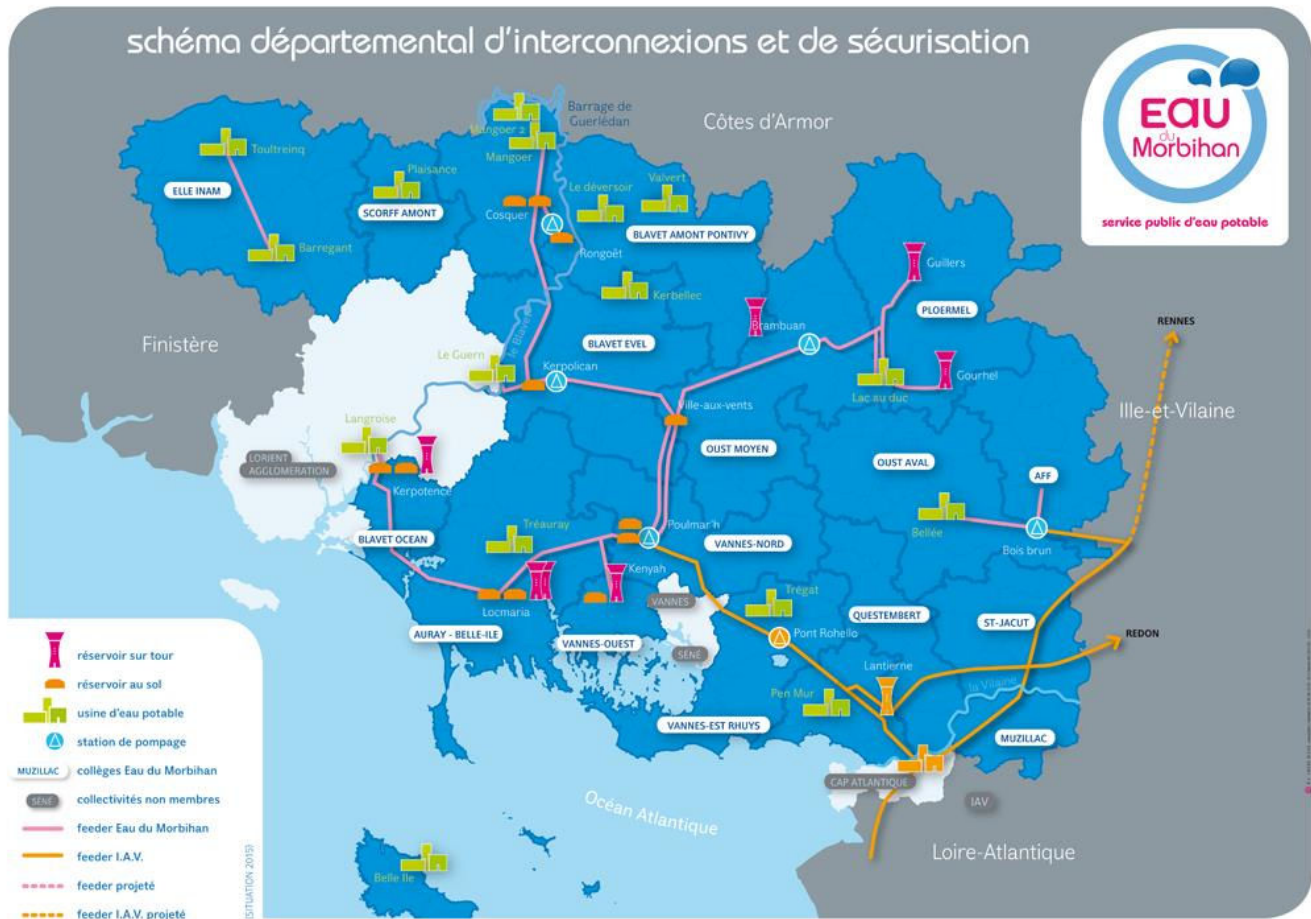 schéma départemental d'interconnexions et de sécurisation
EAU
du
Morbihan
service public d'eau potable
Barrage de
Guerlédan
Côtes d'Armor
Mangoer 2
Mangoer
Toultreinq
Plaisance
ELLE INAM
SCORFF AMONT
Le déversoir
Valvert
Cosquer
BLAVET AMONT PONTIVY
Barregant
Rongoët
Guillers
Kerbellec
PLOERMEL
Brambuan
RENNES
Finistère
le Blavet
BLAVET EVEL
Le Guern
Kerpolican
Gourhel
Lac au duc
Ille-et-Vilaine
Ville-aux-vents
Langroise
OUST MOYEN
OUST AVAL
LORIENT
AGGLOMERATION
AFF
Kerpotence
Tréauray
Poulmar'h
Bellée
BLAVET OCEAN
VANNES-NORD
Bois brun
Kenyah
Locmaria
VANNES
Trégat
QUESTEMBERT
ST-JACUT
AURAY - BELLE-ILE
VANNES-OUEST
Pont Rohello
REDON
SÉNÉ
Lantierne
la Vilaine
Pen Mur
VANNES-EST RHUYS
MUZILLAC
CAP ATLANTIQUE
IAV
Océan Atlantique
Loire-Atlantique
Belle Ile
réservoir sur tour
réservoir au sol
usine d'eau potable
station de pompage
MUZILLAC collèges Eau du Morbihan
SÉNÉ collectivités non membres
feeder Eau du Morbihan
feeder I.A.V.
feeder projeté
feeder I.A.V. projeté
(SITUATION 2015)